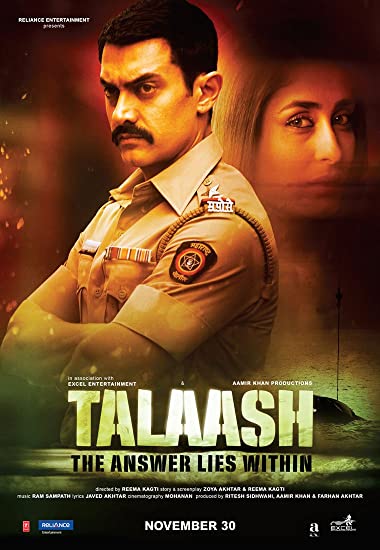 RELIANCE ENTERTAINMENT
presents
मपोसे
in association with
EXCEL ENTERTAINMENT
&
AAMIR KHAN PRODUCTIONS
TALAASH
THE ANSWER LIES WITHIN
directed by REEMA KAGTI story & screenplay ZOYA AKHTAR & REEMA KAGTI
music RAM SAMPATH lyrics JAVED AKHTAR cinematography MOHANAN produced by RITESH SIDHWANI, AAMIR KHAN & FARHAN AKHTAR
T
RELIANCE
NOVEMBER 30
a
EXCEL